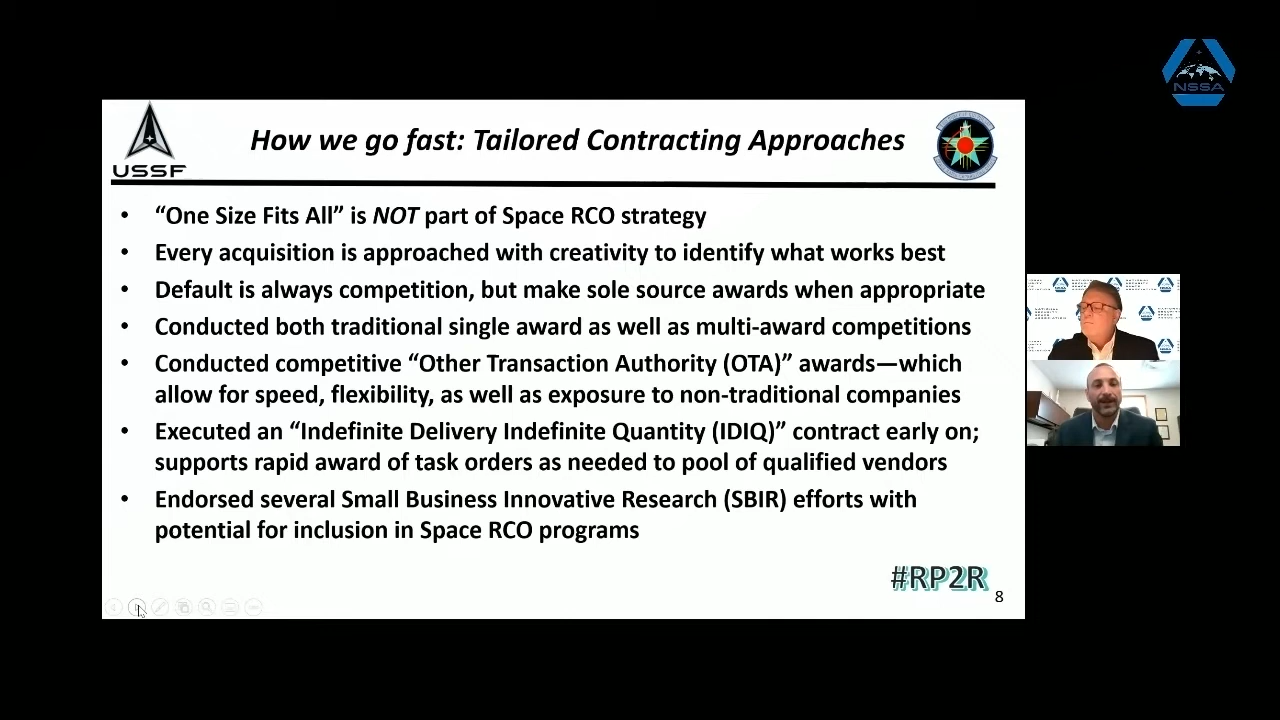 NSSA
USSF
How we go fast: Tailored Contracting Approaches
• “One Size Fits All” is NOT part of Space RCO strategy
• Every acquisition is approached with creativity to identify what works best
• Default is always competition, but make sole source awards when appropriate
• Conducted both traditional single award as well as multi-award competitions
• Conducted competitive “Other Transaction Authority (OTA)” awards—which
allow for speed, flexibility, as well as exposure to non-traditional companies
• Executed an “Indefinite Delivery Indefinite Quantity (IDIQ)” contract early on;
supports rapid award of task orders as needed to pool of qualified vendors
• Endorsed several Small Business Innovative Research (SBIR) efforts with
potential for inclusion in Space RCO programs
#RP2R
8